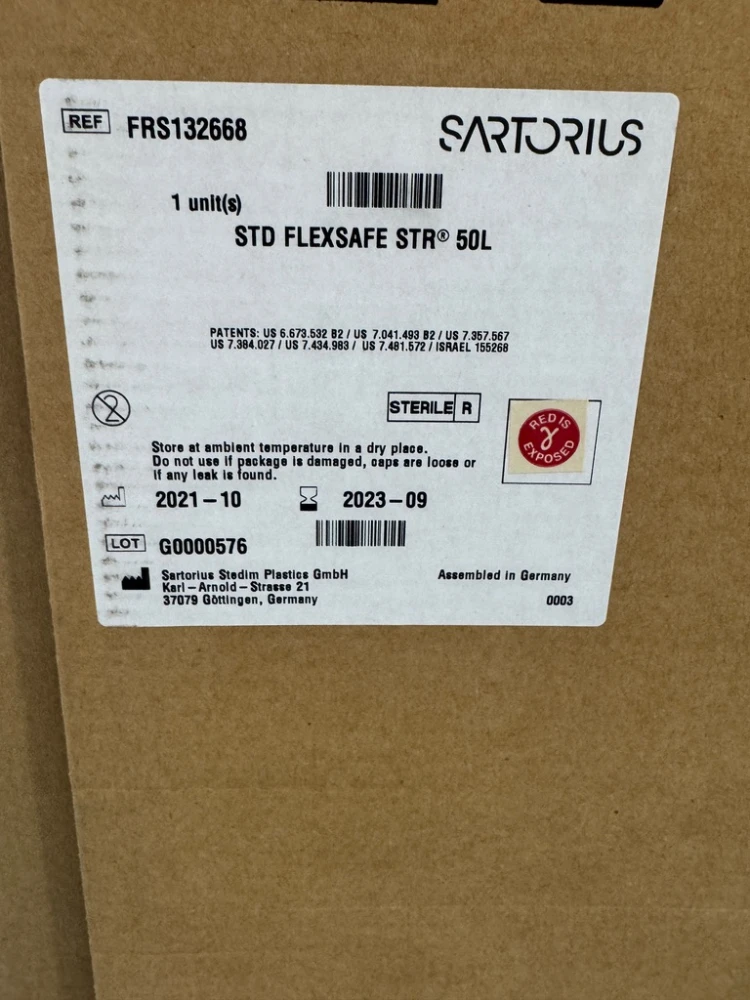 REF FRS132668 SARTORIUS
1 unit(s)
STD FLEXSAFE STR® 50L
PATENTS: US 6.673.532 B2 / US 7.041.493 B2 / US 7.357.567
US 7.384.027 / US 7.434.983 / US 7.481.572 / ISRAEL 155268
2
STERILE R
RED IS
γ
EXPOSED
Store at ambient temperature in a dry place.
Do not use if package is damaged, caps are loose or
if any leak is found.
2021-10 2023-09
LOT G0000576
Sartorius Stedim Plastics GmbH
Karl-Arnold-Strasse 21
37079 Göttingen, Germany
Assembled in Germany
0003